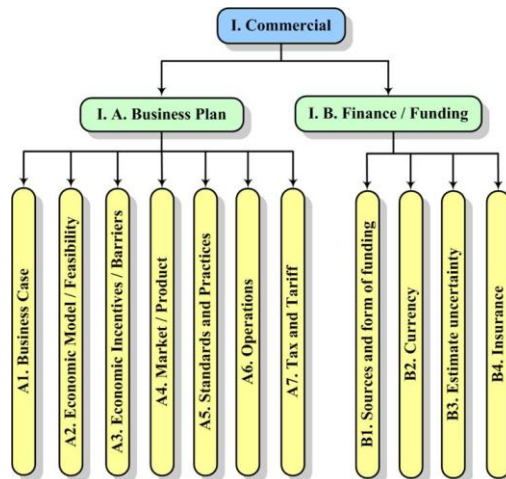 I. Commercial
I. A. Business Plan
I. B. Finance / Funding
A1. Business Case
A2. Economic Model / Feasibility
A3. Economic Incentives / Barriers
A4. Market / Product
A5. Standards and Practices
A6. Operations
A7. Tax and Tariff
B1. Sources and form of funding
B2. Currency
B3. Estimate uncertainty
B4. Insurance